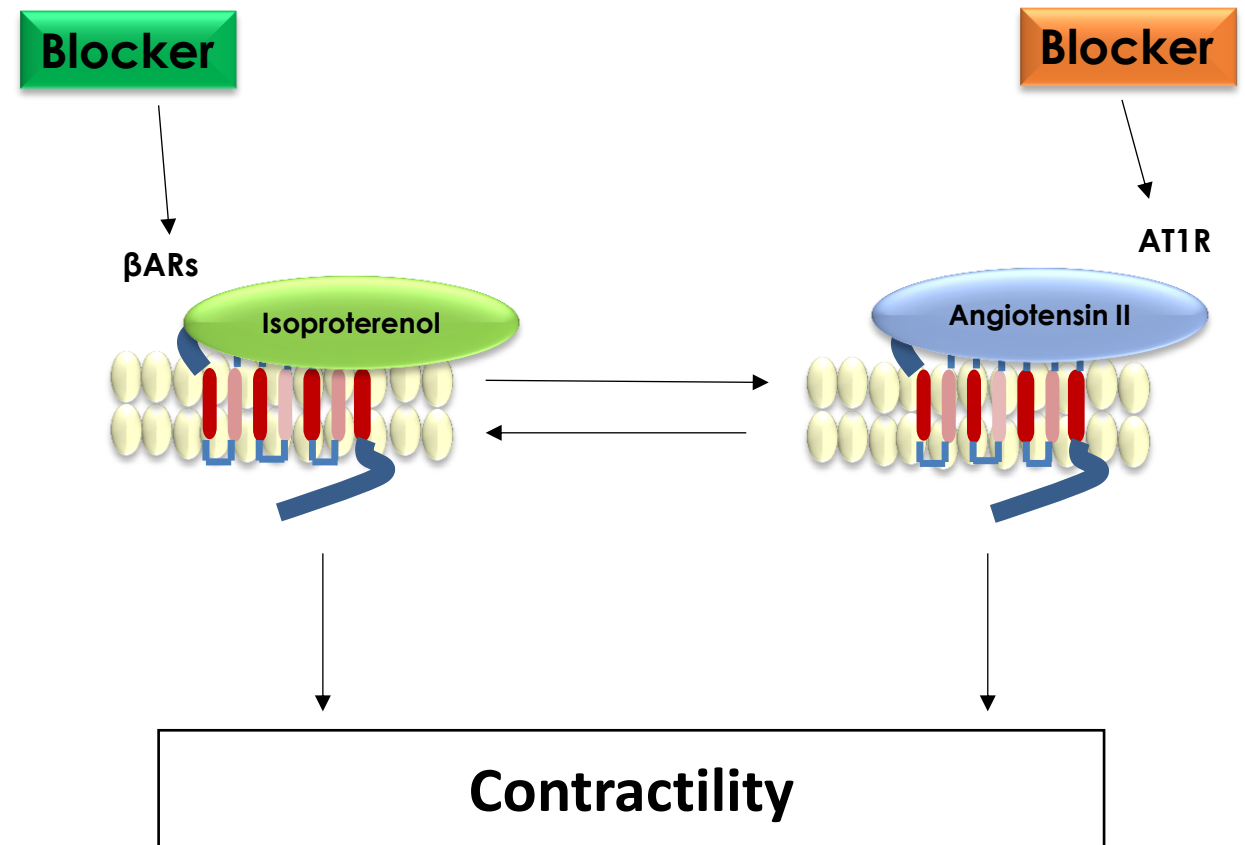 Blocker
Blocker
βARs
AT1R
Isoproterenol
Angiotensin II
Contractility